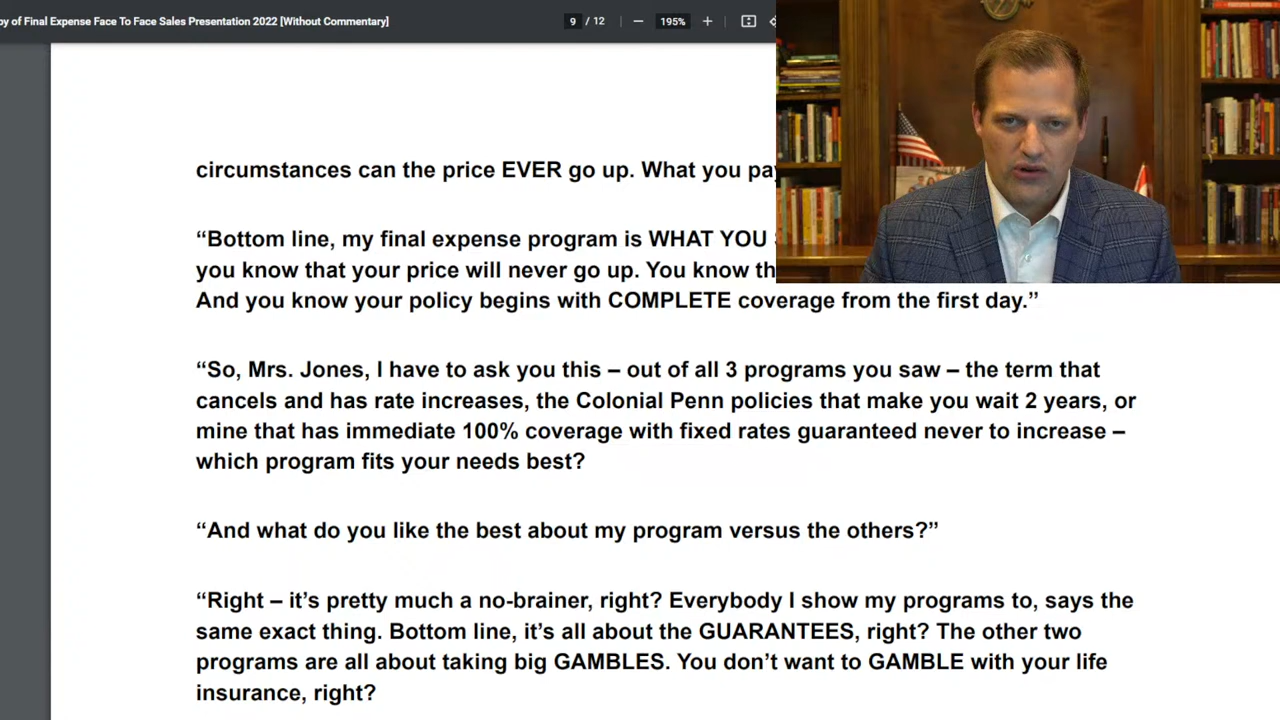 py of Final Expense Face To Face Sales Presentation 2022 [Without Commentary]
9 / 12
195%
circumstances can the price EVER go up. What you pay
“Bottom line, my final expense program is WHAT YOU
you know that your price will never go up. You know
And you know your policy begins with COMPLETE coverage from the first day.”
“So, Mrs. Jones, I have to ask you this – out of all 3 programs you saw – the term that
cancels and has rate increases, the Colonial Penn policies that make you wait 2 years, or
mine that has immediate 100% coverage with fixed rates guaranteed never to increase –
which program fits your needs best?
“And what do you like the best about my program versus the others?”
“Right – it’s pretty much a no-brainer, right? Everybody I show my programs to, says the
same exact thing. Bottom line, it’s all about the GUARANTEES, right? The other two
programs are all about taking big GAMBLES. You don’t want to GAMBLE with your life
insurance, right?